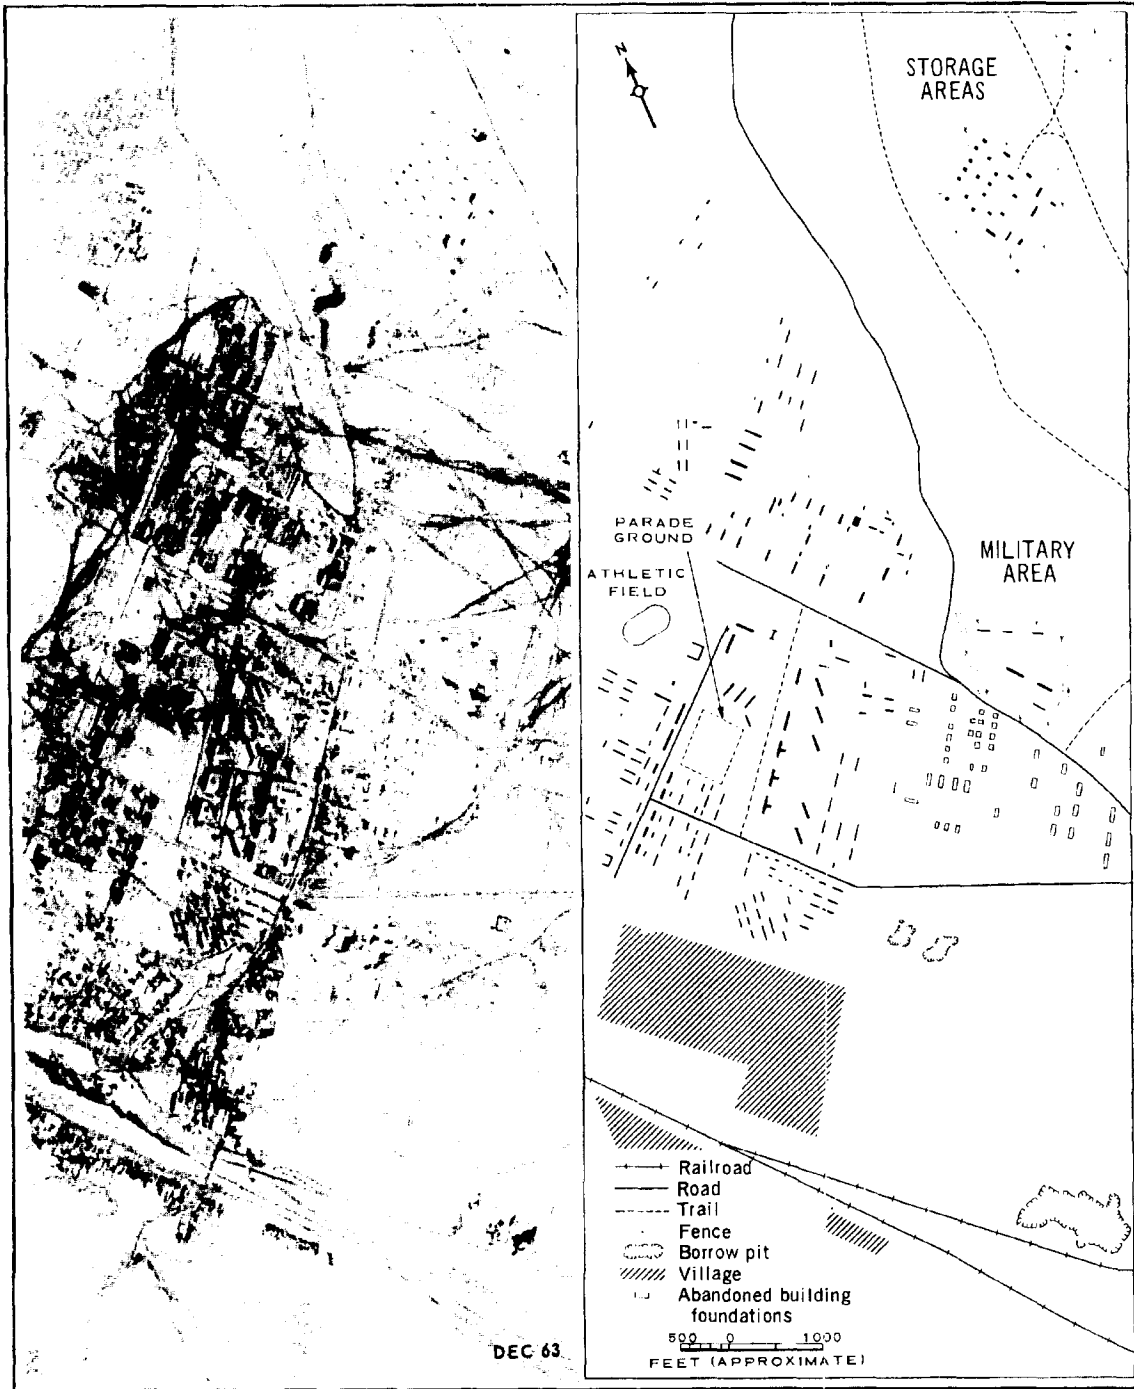 DEC 63
N
STORAGE
AREAS
PARADE
GROUND
ATHLETIC
FIELD
MILITARY
AREA
Railroad
Road
Trail
Fence
Borrow pit
Village
Abandoned building
foundations
500 0 1000
FEET (APPROXIMATE)